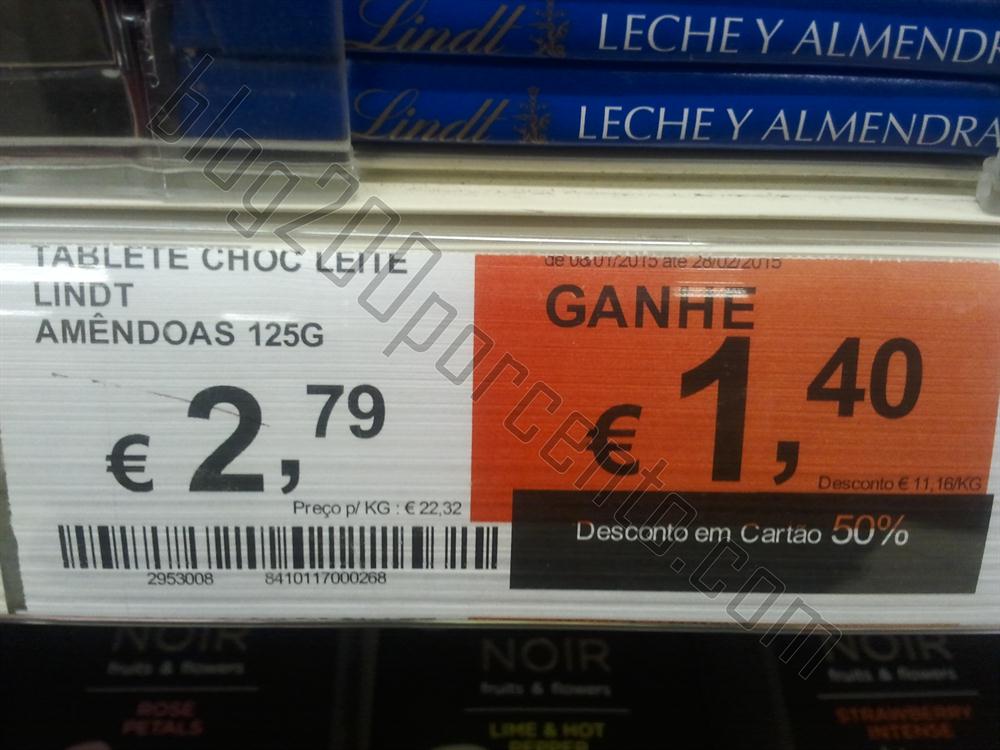 Lindt LECHE Y ALMENDR
Lindt LECHE Y ALMENDRA
TABLETE CHOC LEITE
LINDT
AMÊNDOAS 125G
€ 2,79
Preço p/ KG : € 22,32
2953008 8410117000268
de 08/01/2015 até 28/02/2015
GANHE
€ 1,40
Desconto € 11,16/KG
Desconto em Cartão 50%
blog200porcento.com
NOIR
fruits & flowers
ROSE
PETALS
NOIR
fruits & flowers
LIME & HOT
PEPPER
NOIR
fruits & flowers
STRAWBERRY
INTENSE